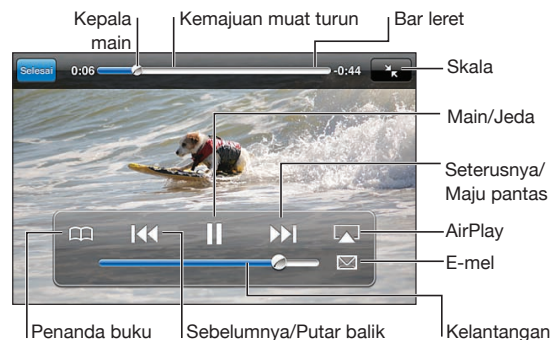 Kepala
main
Kemajuan muat turun
Bar leret
Selesai
0:06
-0:44
Skala
Main/Jeda
Seterusnya/
Maju pantas
AirPlay
E-mel
Penanda buku
Sebelumnya/Putar balik
Kelantangan